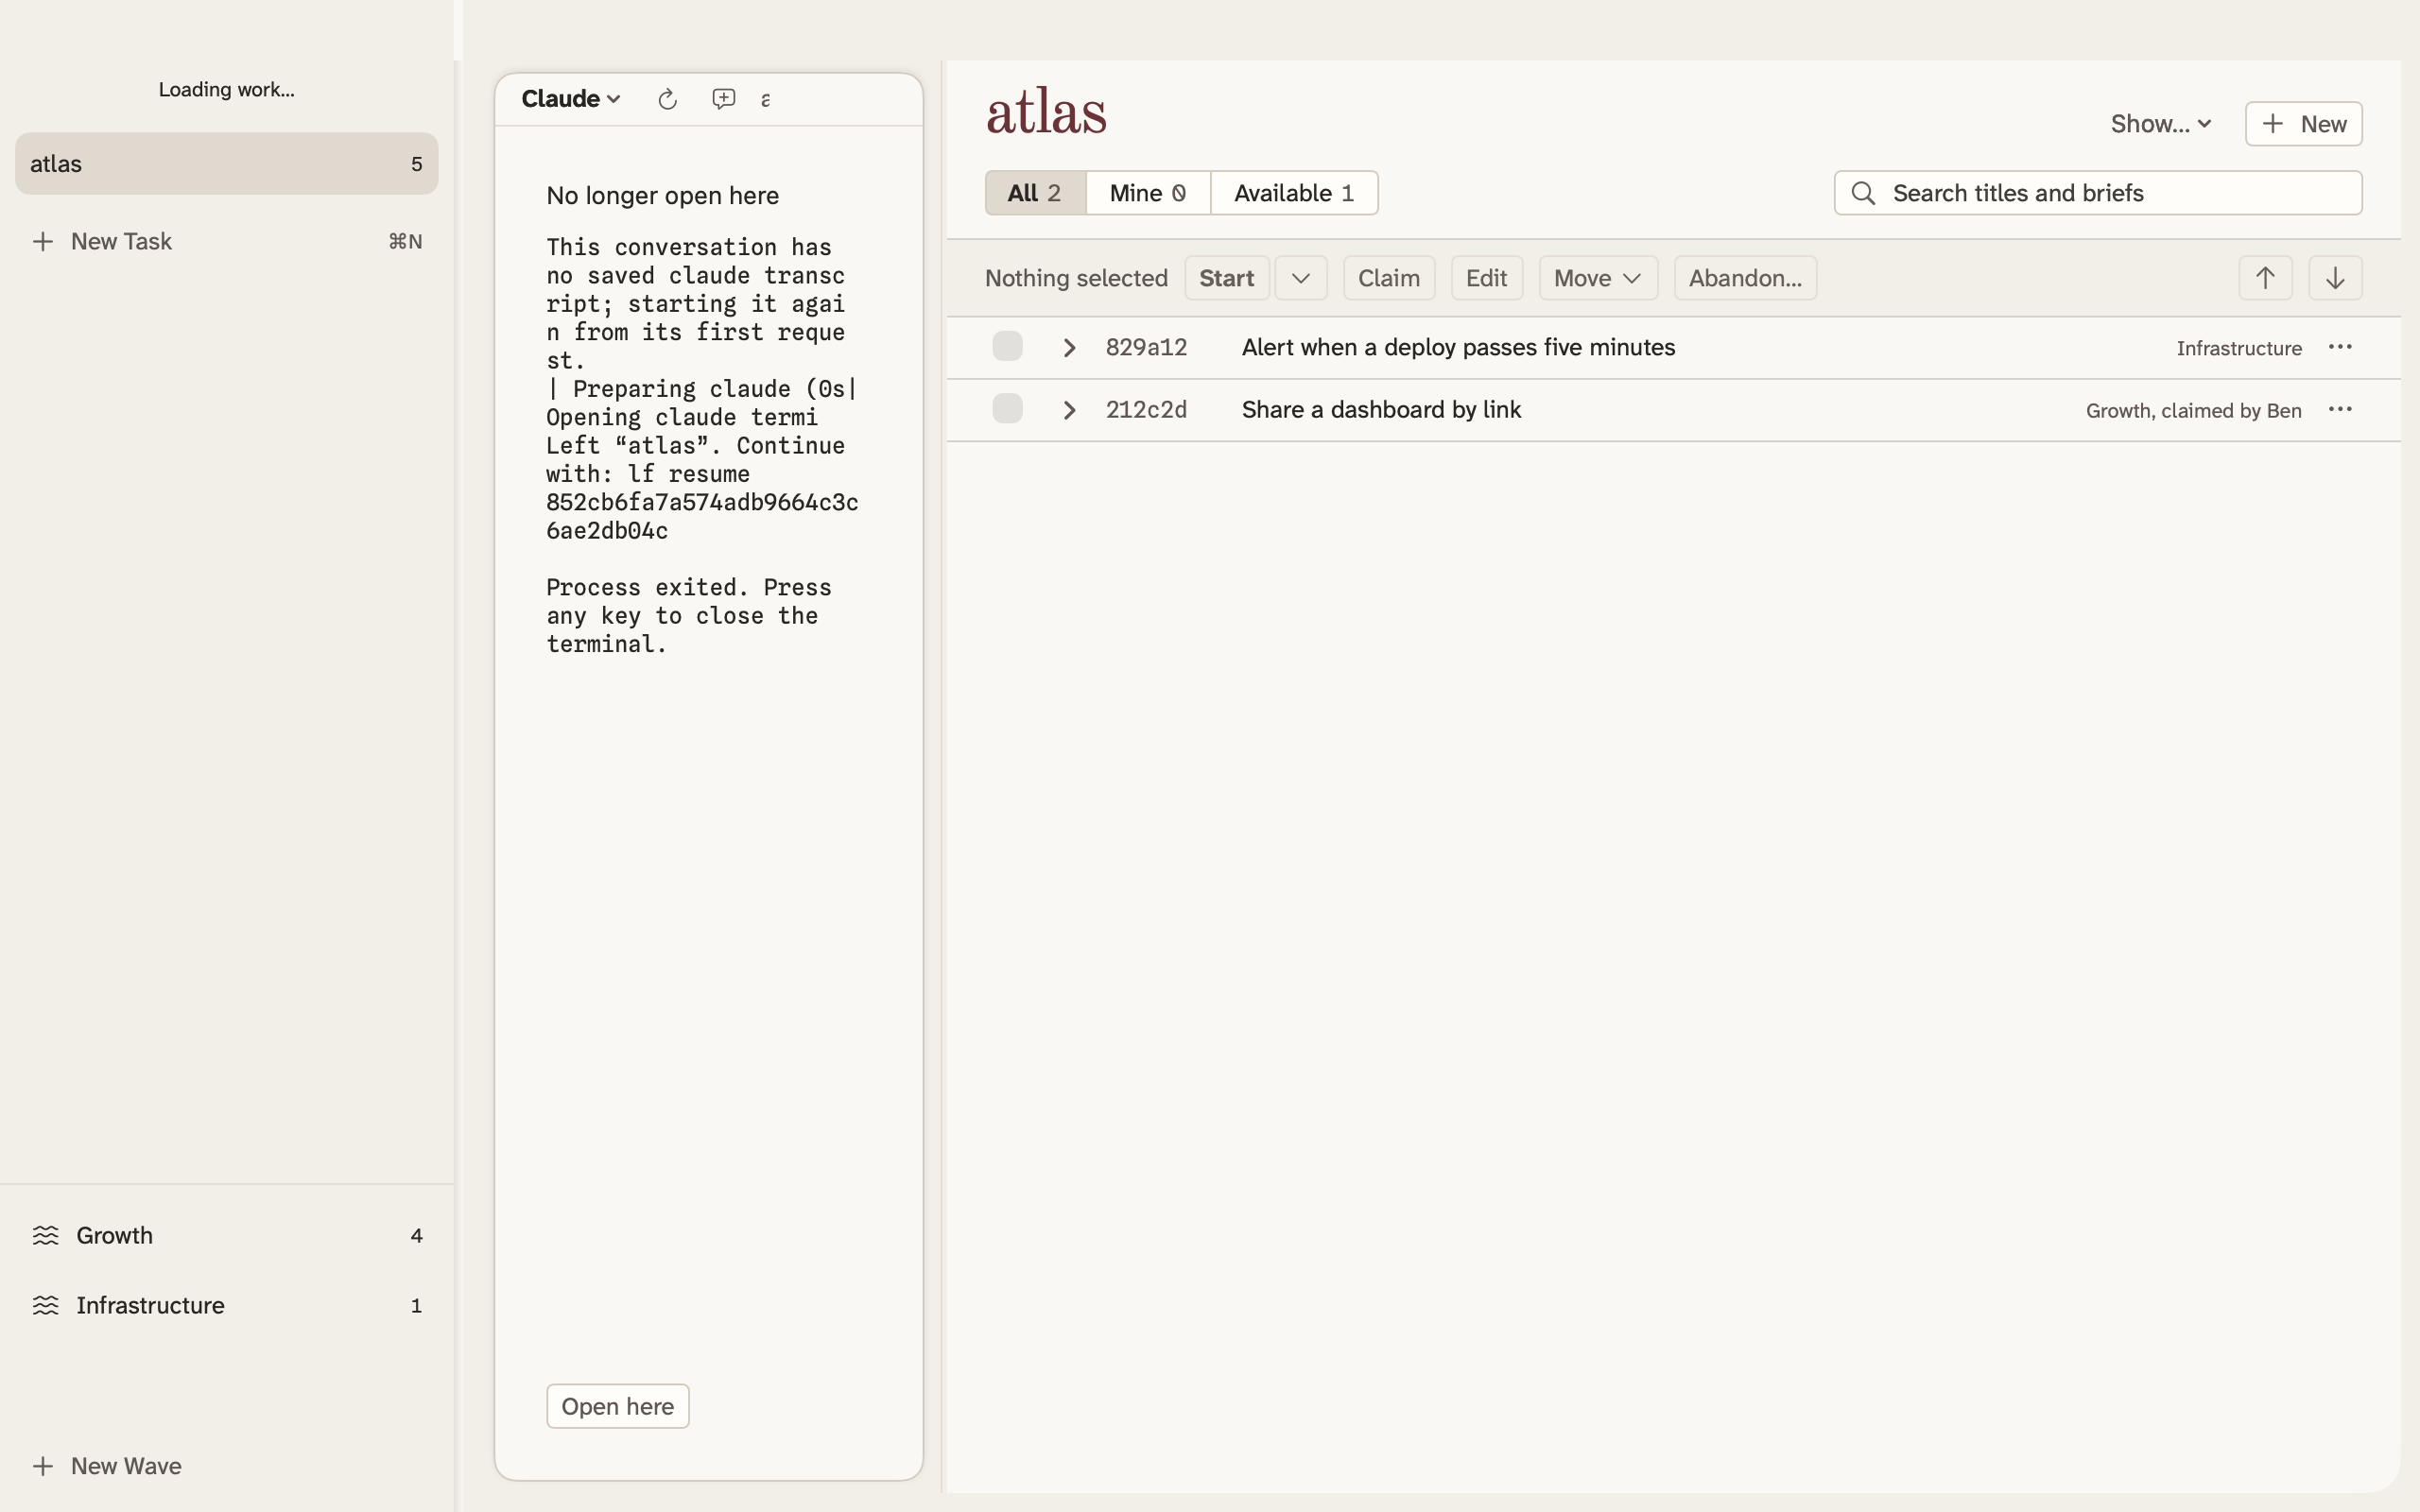 Loading work...
atlas 5
New Task ⌘N
Growth 4
Infrastructure 1
New Wave
Claude
No longer open here
This conversation has
no saved claude transc
ript; starting it agai
n from its first reque
st.
| Preparing claude (0s|
Opening claude termi
Left “atlas”. Continue
with: lf resume
852cb6fa7a574adb9664c3c
6ae2db04c
Process exited. Press
any key to close the
terminal.
Open here
atlas
Show... New
All 2 Mine 0 Available 1 Search titles and briefs
Nothing selected Start Claim Edit Move Abandon...
829a12 Alert when a deploy passes five minutes Infrastructure
212c2d Share a dashboard by link Growth, claimed by Ben